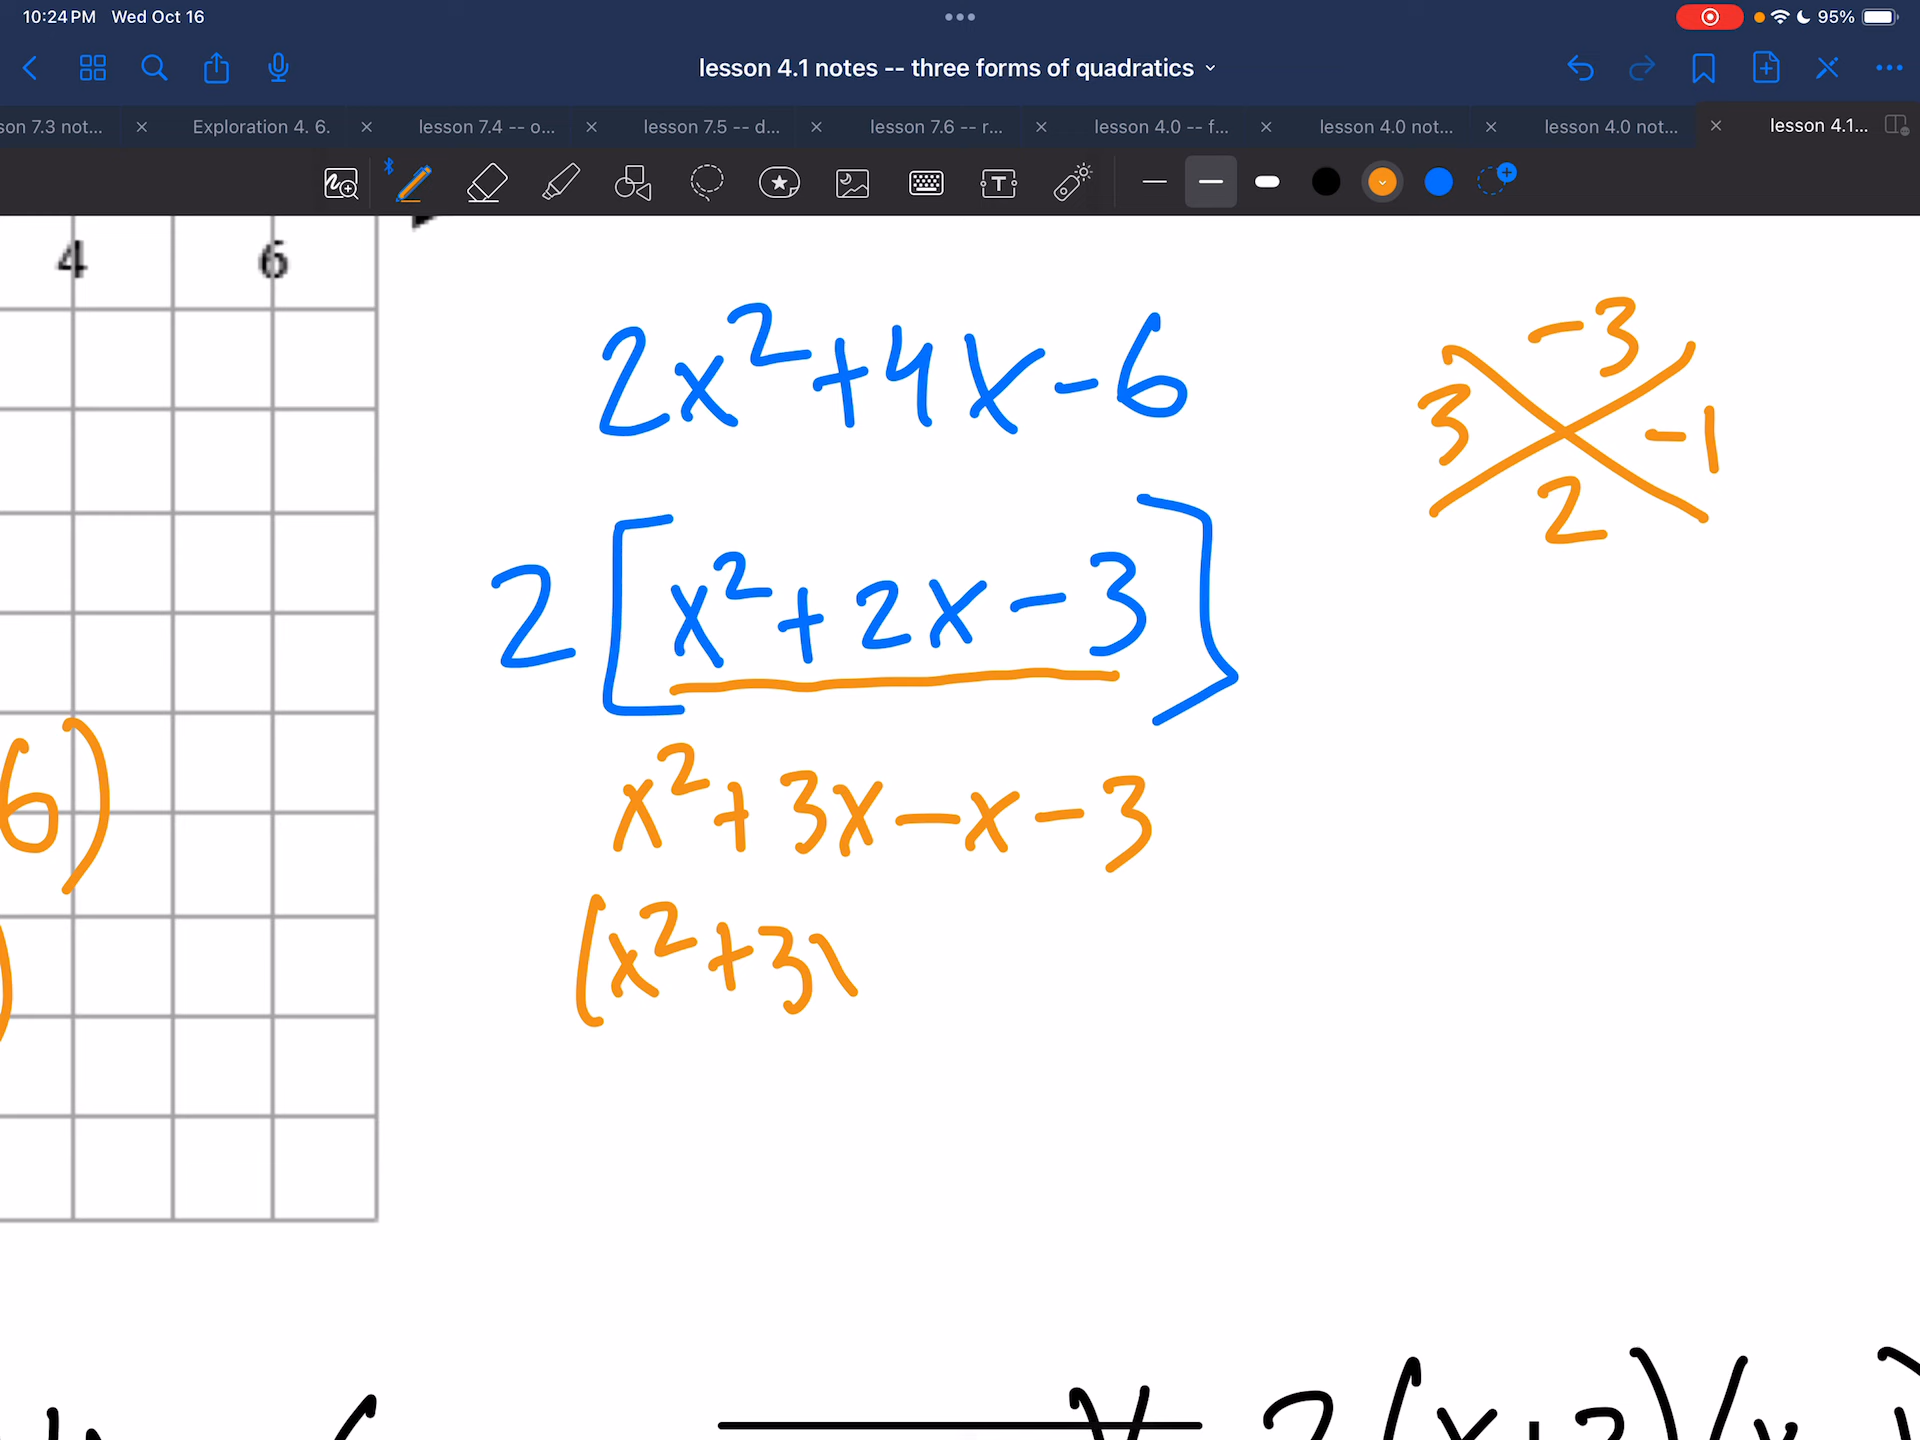 10:24 PM Wed Oct 16
95%
lesson 4.1 notes -- three forms of quadratics
son 7.3 not... Exploration 4. 6. lesson 7.4 -- o... lesson 7.5 -- d... lesson 7.6 -- r... lesson 4.0 -- f... lesson 4.0 not... lesson 4.0 not... lesson 4.1...
4 6
2x²+4x-6
-3
3 -1
2
2[x²+2x-3]
6)
x²+3x-x-3
(x²+3
)